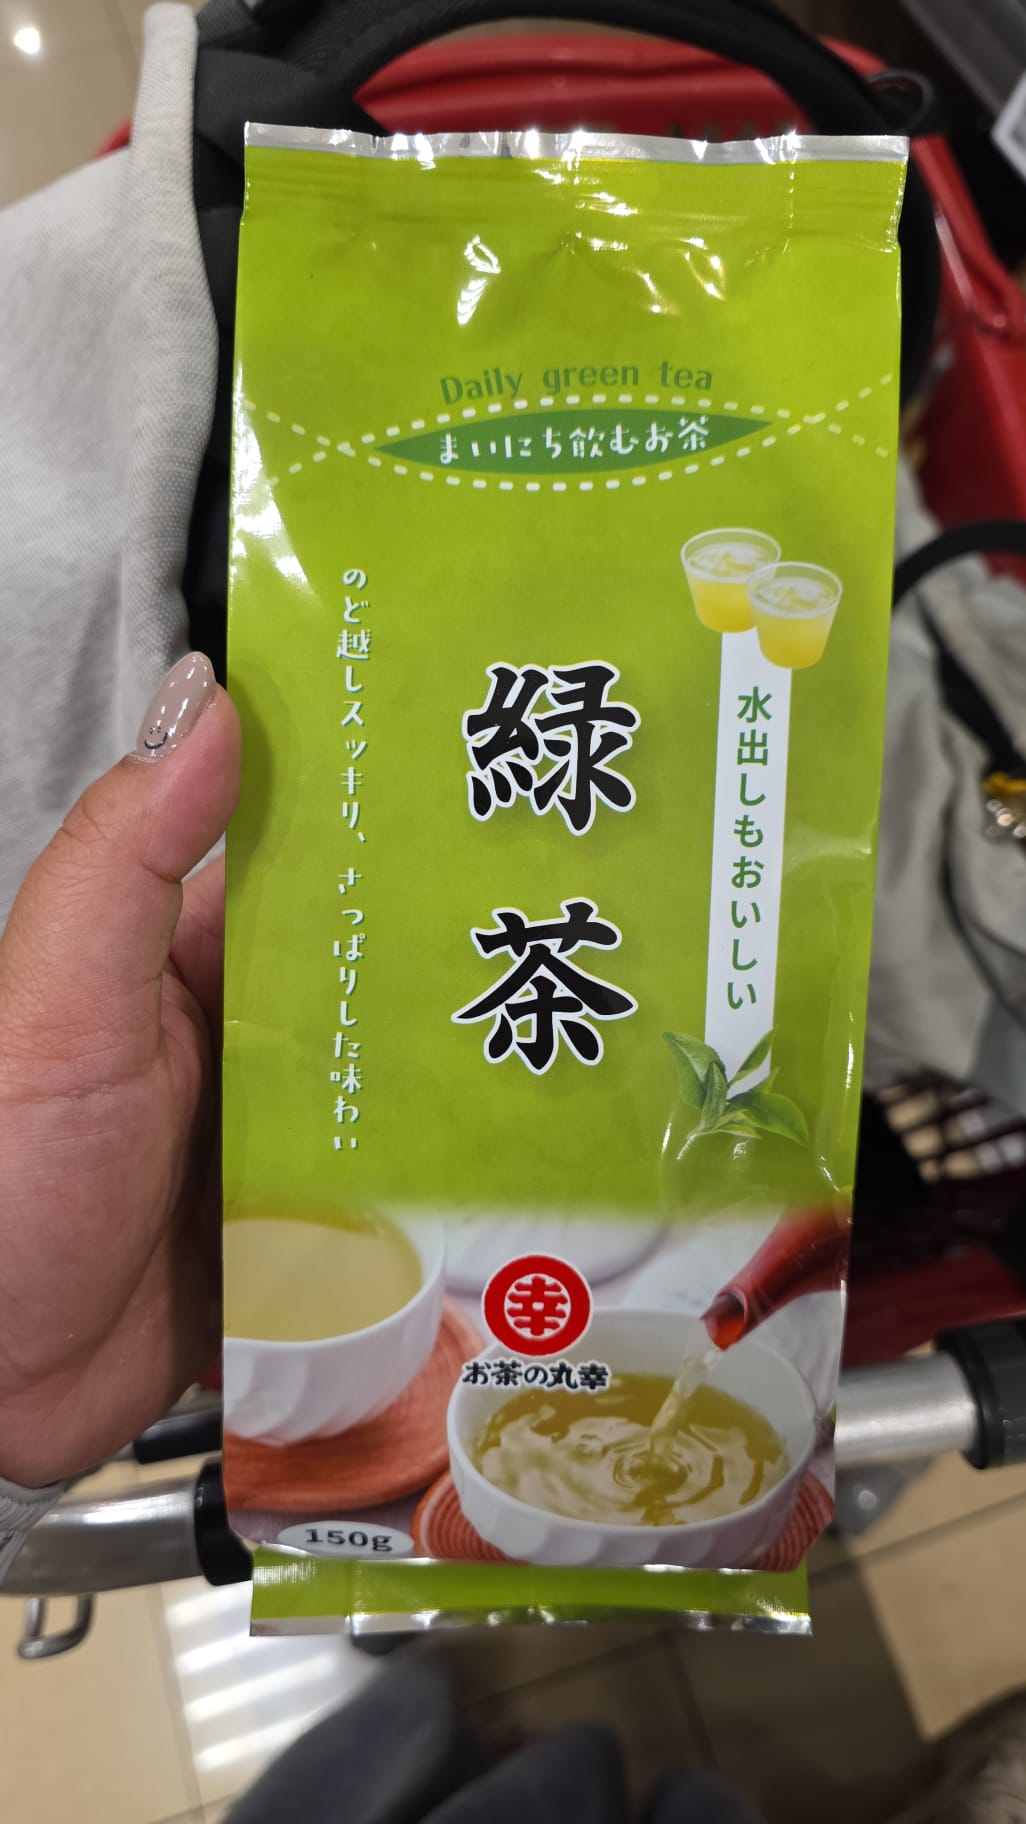 Daily green tea
まいにち飲むお茶
水出しもおいしい
緑茶
のど越しスッキリ、さっぱりした味わい
幸
お茶の丸幸
150g